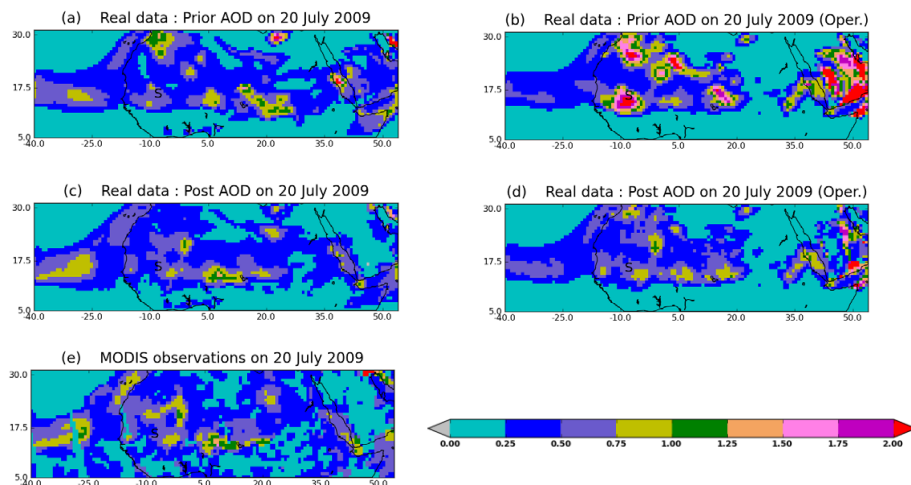 (a) Real data : Prior AOD on 20 July 2009
30.0
17.5
5.0
-40.0 -25.0 -10.0 5.0 20.0 35.0 50.0
S
(b) Real data : Prior AOD on 20 July 2009 (Oper.)
30.0
17.5
5.0
-40.0 -25.0 -10.0 5.0 20.0 35.0 50.0
S
(c) Real data : Post AOD on 20 July 2009
30.0
17.5
5.0
-40.0 -25.0 -10.0 5.0 20.0 35.0 50.0
S
(d) Real data : Post AOD on 20 July 2009 (Oper.)
30.0
17.5
5.0
-40.0 -25.0 -10.0 5.0 20.0 35.0 50.0
S
(e) MODIS observations on 20 July 2009
30.0
17.5
5.0
-40.0 -25.0 -10.0 5.0 20.0 35.0 50.0
S
0.00 0.25 0.50 0.75 1.00 1.25 1.50 1.75 2.00